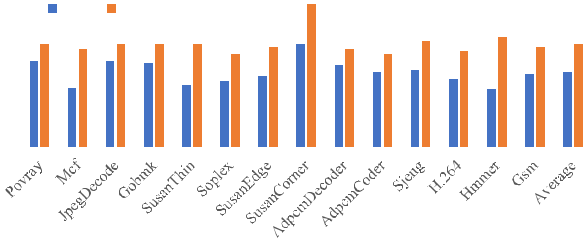 Povray
Mcf
JpegDecode
Gobmk
SusanThin
Soplex
SusanEdge
SusanCorner
AdpcmDecoder
AdpcmCoder
Sjeng
H.264
Hmmer
Gsm
Average